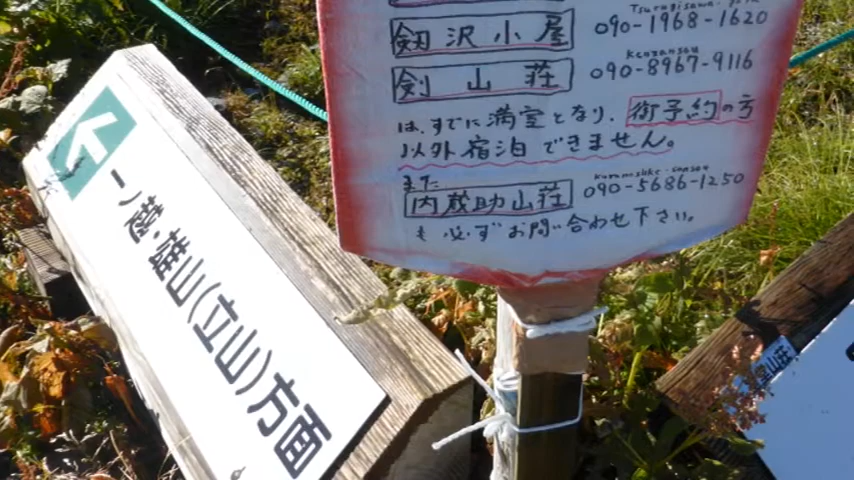 Tsurugisawa-goya
剱沢小屋 090-1968-1620
Kenzansou
剣山荘 090-8967-9116
は、すでに満室となり、御予約の方
以外宿泊できません。
また
Kuranosuke-sansou
内蔵助山荘 090-5686-1250
も必ずお問い合わせ下さい。
一ノ越・雄山(立山)方面
山荘